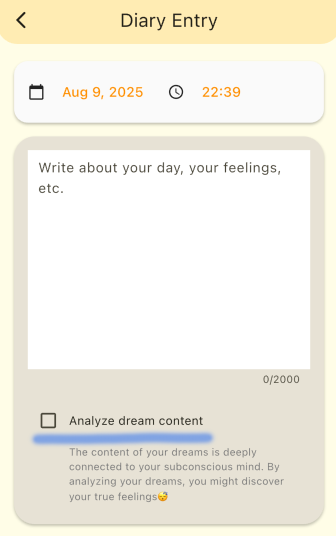 Diary Entry
Aug 9, 2025 22:39
Write about your day, your feelings,
etc.
0/2000
Analyze dream content
The content of your dreams is deeply
connected to your subconscious mind. By
analyzing your dreams, you might discover
your true feelings😴